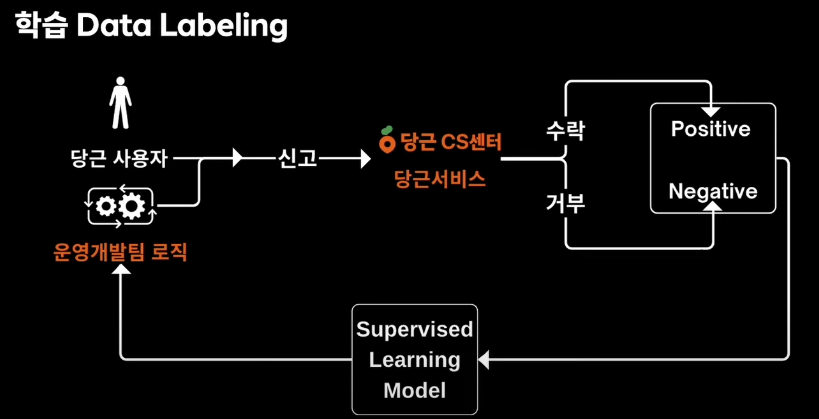 학습 Data Labeling
당근 사용자
신고
당근 CS센터
당근서비스
수락
거부
Positive
Negative
운영개발팀 로직
Supervised
Learning
Model